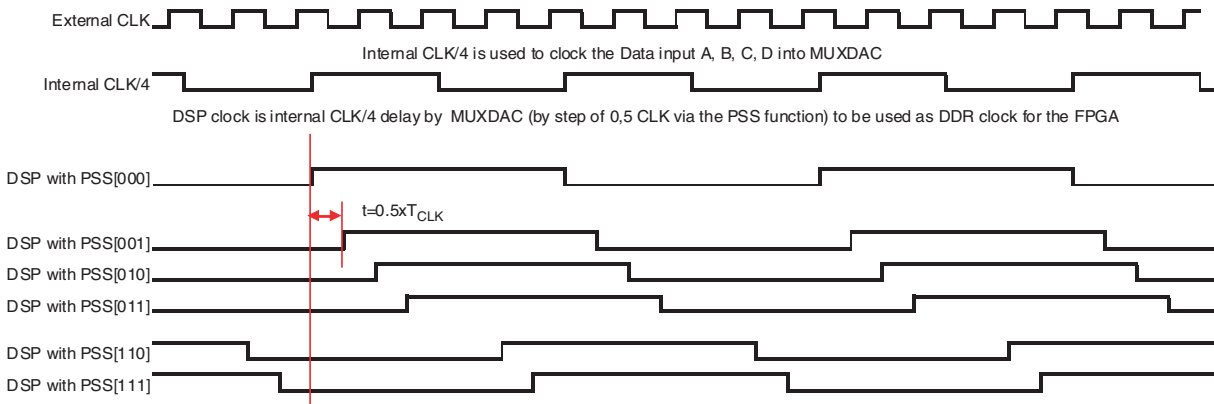 External CLK
Internal CLK/4 is used to clock the Data input A, B, C, D into MUXDAC
Internal CLK/4
DSP clock is internal CLK/4 delay by MUXDAC (by step of 0,5 CLK via the PSS function) to be used as DDR clock for the FPGA
DSP with PSS[000]
t=0.5xTCLK
DSP with PSS[001]
DSP with PSS[010]
DSP with PSS[011]
DSP with PSS[110]
DSP with PSS[111]